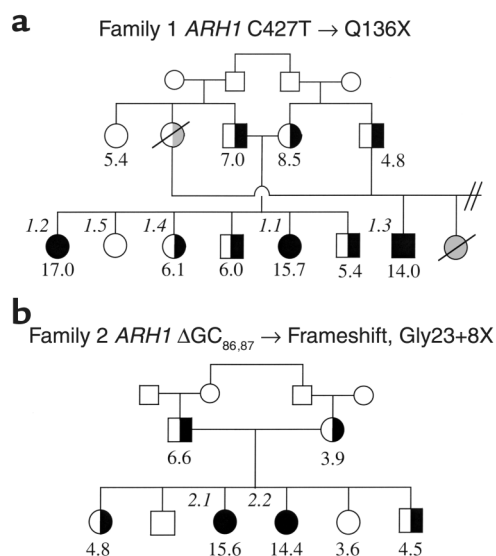 a
Family 1 ARH1 C427T → Q136X
5.4 7.0 8.5 4.8
1.2 1.5 1.4 1.1 1.3
17.0 6.1 6.0 15.7 5.4 14.0
b
Family 2 ARH1 ΔGC86,87 → Frameshift, Gly23+8X
6.6 3.9
2.1 2.2
4.8 15.6 14.4 3.6 4.5